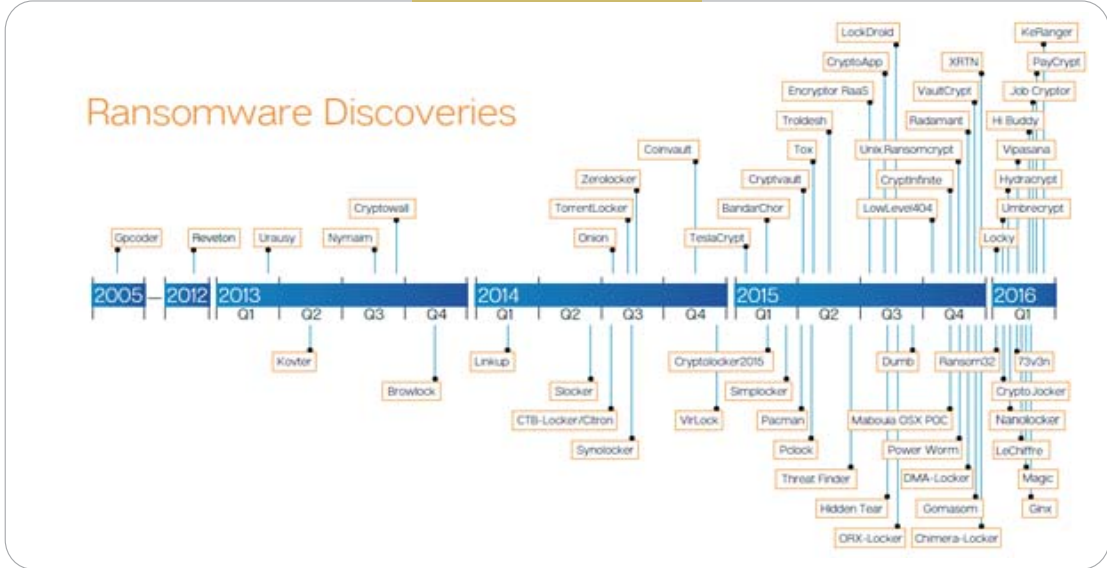 Ransomware Discoveries
LockDroid
KeRanger
CryptoApp
XRTN
PayCrypt
Encryptor RaaS
VaultCrypt
Job Cryptor
Troldesh
Radamant
Hi Buddy
Coinvault
Tox
Unix.Ransomcrypt
Vipasana
Zerolocker
Cryptvault
CryptInfinite
Hydracrypt
Cryptowall
TorrentLocker
BandarChor
LowLevel404
Umbrecrypt
Gpcoder
Reveton
Urausy
Nymaim
Onion
TeslaCrypt
Locky
2005
2012
2013
2014
2015
2016
Q1
Q2
Q3
Q4
Q1
Q2
Q3
Q4
Q1
Q2
Q3
Q4
Q1
Kovter
Linkup
Cryptolocker2015
Dumb
Ransom32
73v3n
Browlock
Slocker
Simplocker
CryptoJocker
CTB-Locker/Citron
VirLock
Pacman
Mabouia OSX POC
Nanolocker
Synolocker
Pclock
Power Worm
LeChiffre
Threat Finder
DMA-Locker
Magic
Hidden Tear
Gomasom
Ginx
ORX-Locker
Chimera-Locker